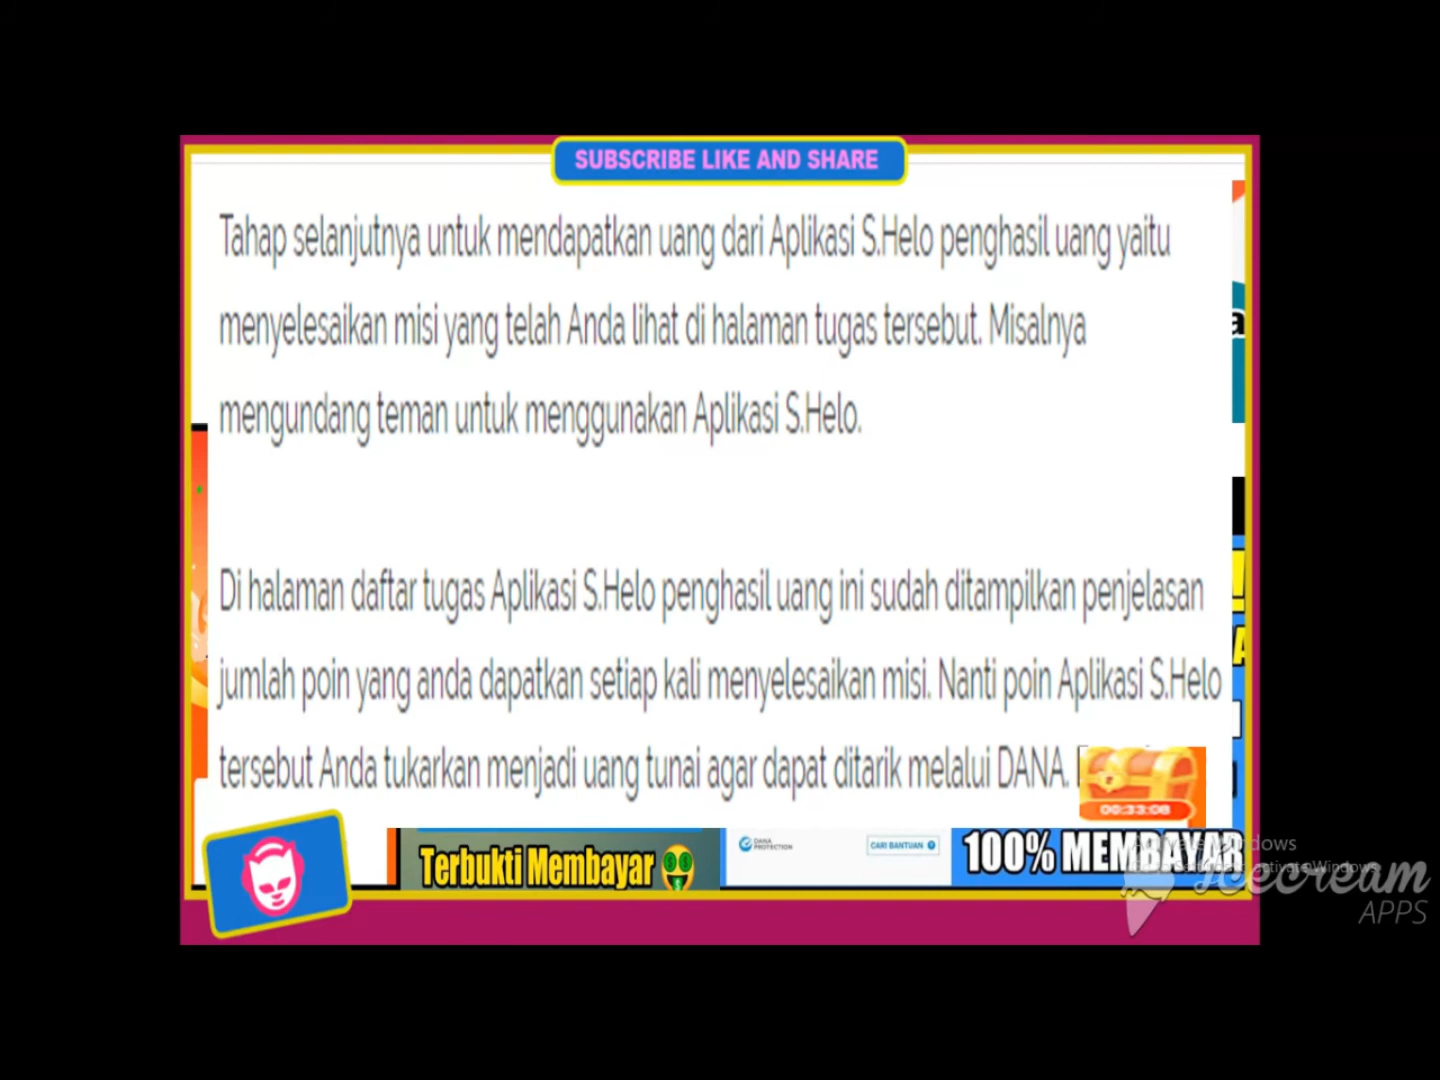 SUBSCRIBE LIKE AND SHARE
Tahap selanjutnya untuk mendapatkan uang dari Aplikasi S.Helo penghasil uang yaitu
menyelesaikan misi yang telah Anda lihat di halaman tugas tersebut. Misalnya
mengundang teman untuk menggunakan Aplikasi S.Helo.
Di halaman daftar tugas Aplikasi S.Helo penghasil uang ini sudah ditampilkan penjelasan
jumlah poin yang anda dapatkan setiap kali menyelesaikan misi. Nanti poin Aplikasi S.Helo
tersebut Anda tukarkan menjadi uang tunai agar dapat ditarik melalui DANA.
00:33:08
Terbukti Membayar
DANA PROTECTION
CARI BANTUAN
100% MEMBAYAR
Icecream
APPS